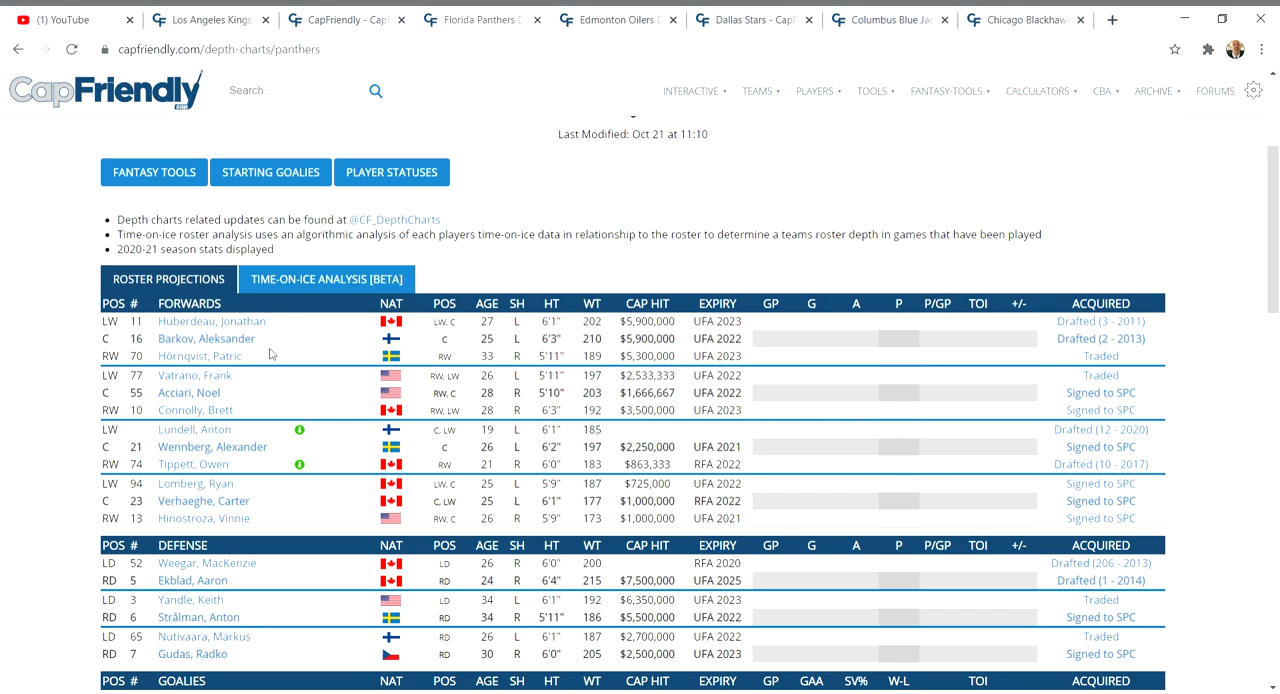 (1) YouTube × Los Angeles Kings × CapFriendly - Cap × Florida Panthers D × Edmonton Oilers D × Dallas Stars - CapF × Columbus Blue Jac × Chicago Blackhaw × +
capfriendly.com/depth-charts/panthers
CapFriendly Search... INTERACTIVE TEAMS PLAYERS TOOLS FANTASY-TOOLS CALCULATORS CBA ARCHIVE FORUMS
Last Modified: Oct 21 at 11:10
FANTASY TOOLS STARTING GOALIES PLAYER STATUSES
• Depth charts related updates can be found at @CF_DepthCharts
• Time-on-ice roster analysis uses an algorithmic analysis of each players time-on-ice data in relationship to the roster to determine a teams roster depth in games that have been played
• 2020-21 season stats displayed
ROSTER PROJECTIONS TIME-ON-ICE ANALYSIS [BETA]
POS # FORWARDS NAT POS AGE SH HT WT CAP HIT EXPIRY GP G A P P/GP TOI +/- ACQUIRED
LW 11 Huberdeau, Jonathan LW, C 27 L 6'1" 202 $5,900,000 UFA 2023 Drafted (3 - 2011)
C 16 Barkov, Aleksander C 25 L 6'3" 210 $5,900,000 UFA 2022 Drafted (2 - 2013)
RW 70 Hörnqvist, Patric RW 33 R 5'11" 189 $5,300,000 UFA 2023 Traded
LW 77 Vatrano, Frank RW, LW 26 L 5'11" 197 $2,533,333 UFA 2022 Traded
C 55 Acciari, Noel RW, C 28 R 5'10" 203 $1,666,667 UFA 2022 Signed to SPC
RW 10 Connolly, Brett RW, LW 28 R 6'3" 192 $3,500,000 UFA 2023 Signed to SPC
LW Lundell, Anton C, LW 19 L 6'1" 185 Drafted (12 - 2020)
C 21 Wennberg, Alexander C 26 L 6'2" 197 $2,250,000 UFA 2021 Signed to SPC
RW 74 Tippett, Owen RW 21 R 6'0" 183 $863,333 RFA 2022 Drafted (10 - 2017)
LW 94 Lomberg, Ryan LW, C 25 L 5'9" 187 $725,000 UFA 2022 Signed to SPC
C 23 Verhaeghe, Carter C, LW 25 L 6'1" 177 $1,000,000 RFA 2022 Signed to SPC
RW 13 Hinostroza, Vinnie RW, C 26 R 5'9" 173 $1,000,000 UFA 2021 Signed to SPC
POS # DEFENSE NAT POS AGE SH HT WT CAP HIT EXPIRY GP G A P P/GP TOI +/- ACQUIRED
LD 52 Weegar, MacKenzie LD 26 R 6'0" 200 RFA 2020 Drafted (206 - 2013)
RD 5 Ekblad, Aaron RD 24 R 6'4" 215 $7,500,000 UFA 2025 Drafted (1 - 2014)
LD 3 Yandle, Keith LD 34 L 6'1" 192 $6,350,000 UFA 2023 Traded
RD 6 Strålman, Anton RD 34 R 5'11" 186 $5,500,000 UFA 2022 Signed to SPC
LD 65 Nutivaara, Markus RD 26 L 6'1" 187 $2,700,000 UFA 2022 Traded
RD 7 Gudas, Radko RD 30 R 6'0" 205 $2,500,000 UFA 2023 Signed to SPC
POS # GOALIES NAT POS AGE SH HT WT CAP HIT EXPIRY GP GAA SV% W-L TOI ACQUIRED